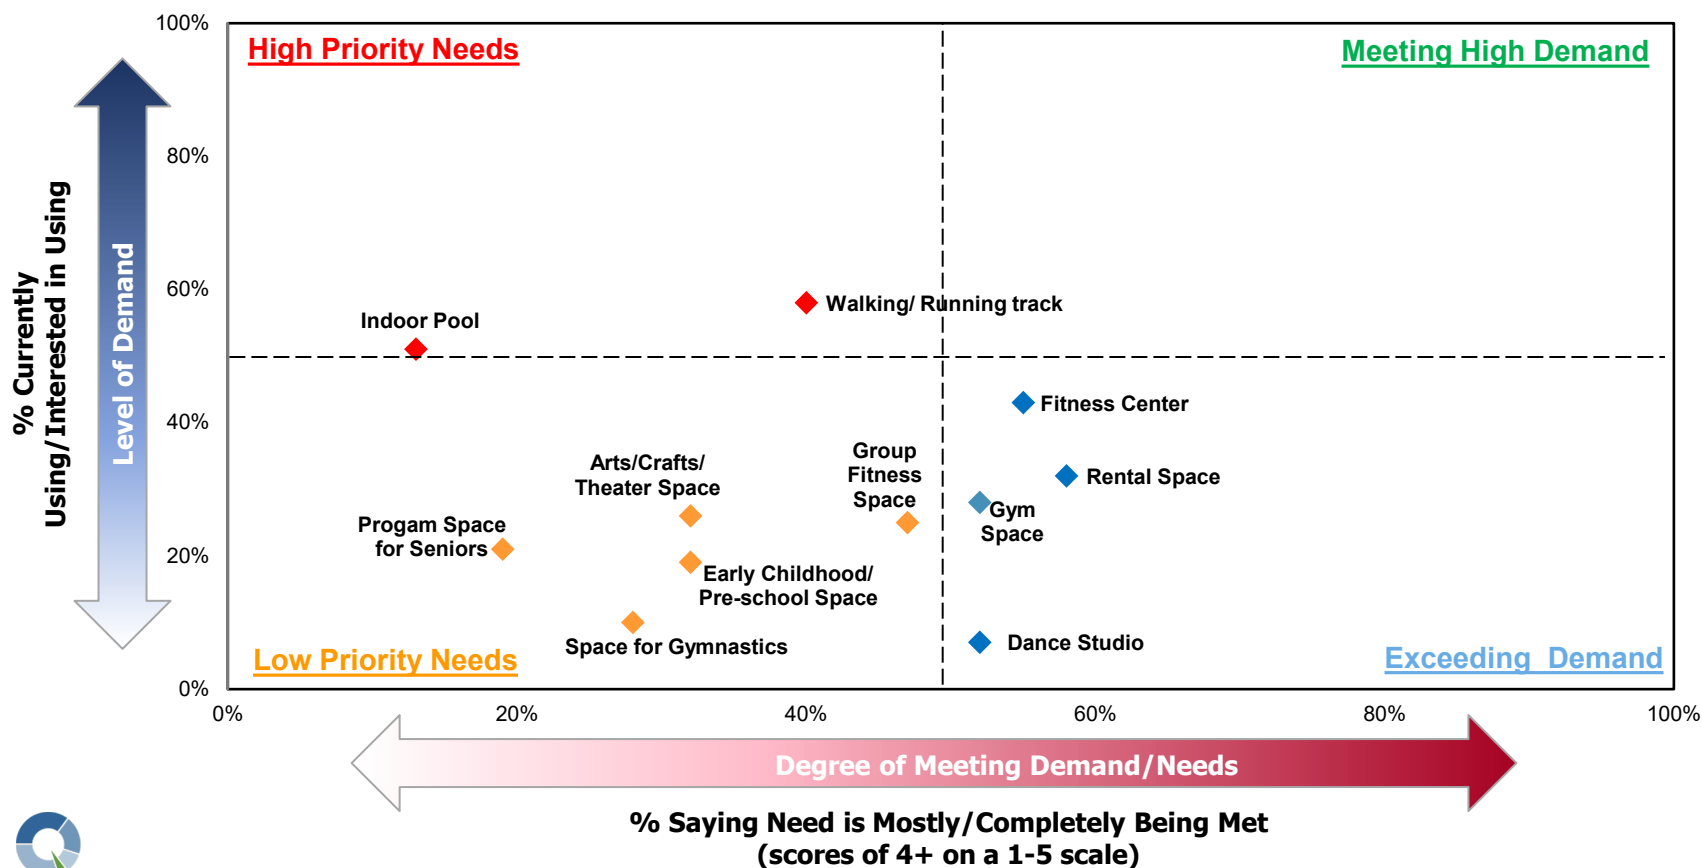 100%
High Priority Needs
Meeting High Demand
80%
% Currently
Using/Interested in Using
Level of Demand
60%
Walking/ Running track
Indoor Pool
40%
Fitness Center
Group
Fitness
Space
Arts/Crafts/
Theater Space
Rental Space
Gym
Space
Progam Space
for Seniors
20%
Early Childhood/
Pre-school Space
Space for Gymnastics
Dance Studio
Low Priority Needs
Exceeding  Demand
0%
0%
20%
40%
60%
80%
100%
Degree of Meeting Demand/Needs
% Saying Need is Mostly/Completely Being Met
(scores of 4+ on a 1-5 scale)